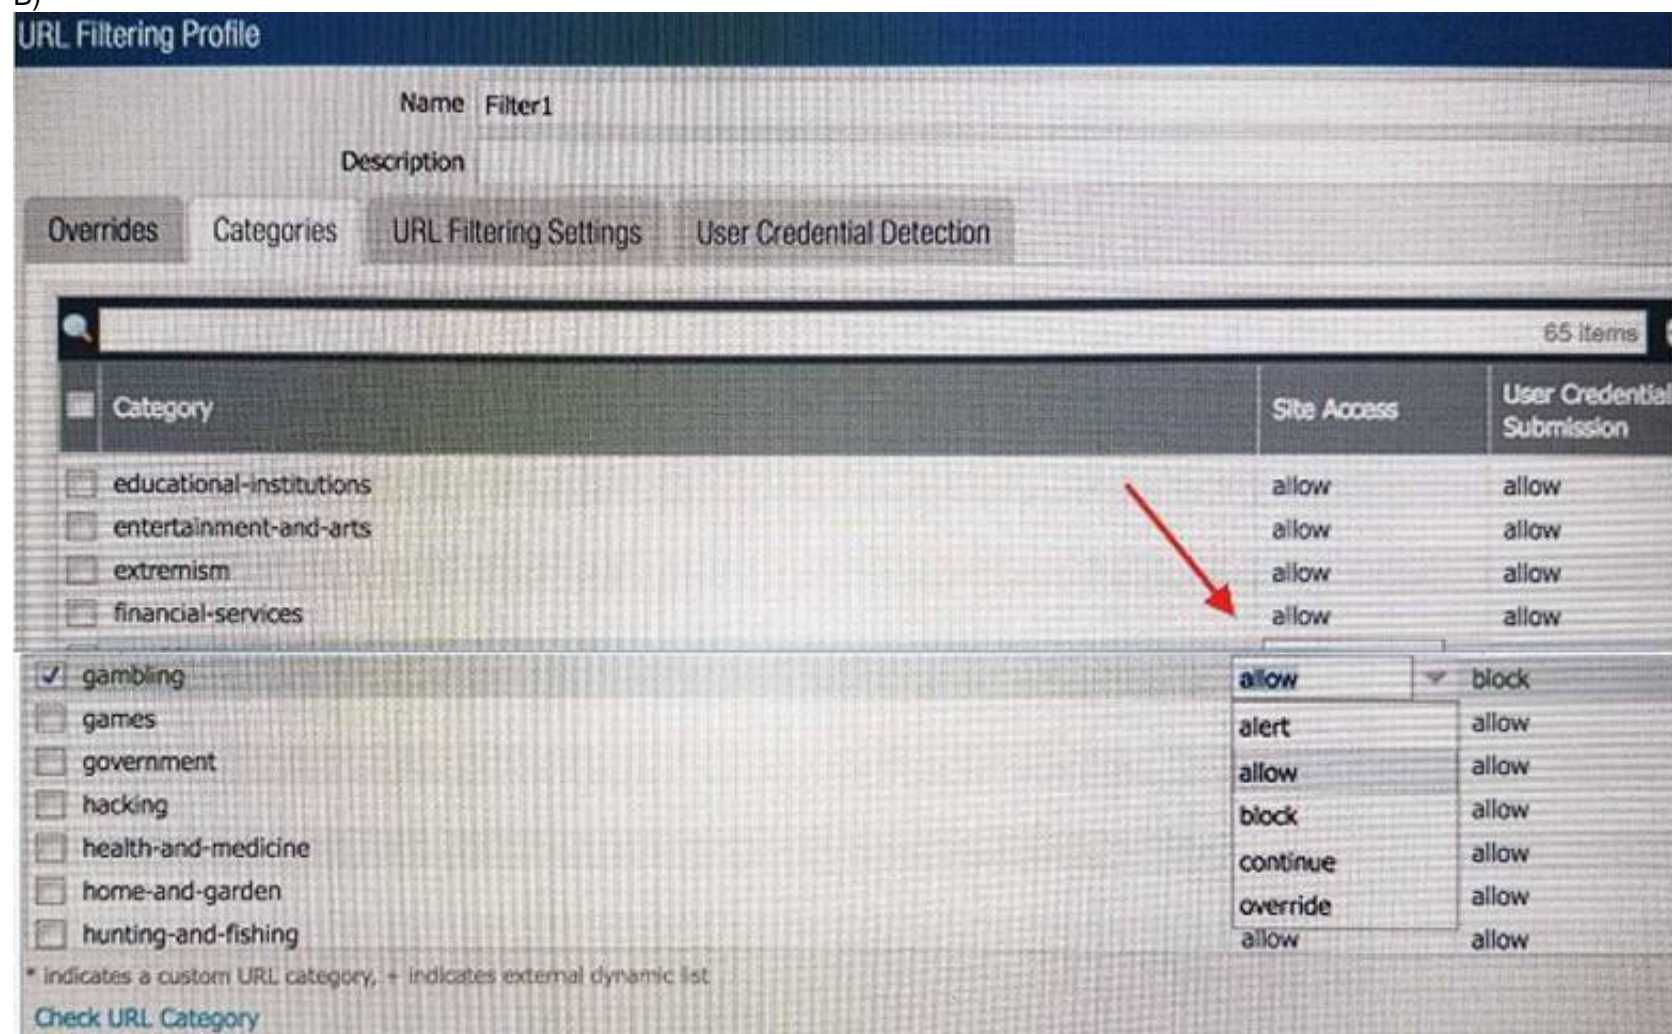 B)
URL Filtering Profile
Name Filter1
Description
Overrides Categories URL Filtering Settings User Credential Detection
65 items
Category Site Access User Credential Submission
educational-institutions allow allow
entertainment-and-arts allow allow
extremism allow allow
financial-services allow allow
gambling allow block
games alert allow
government allow allow
hacking block allow
health-and-medicine continue allow
home-and-garden override allow
hunting-and-fishing allow allow
* indicates a custom URL category, + indicates external dynamic list
Check URL Category